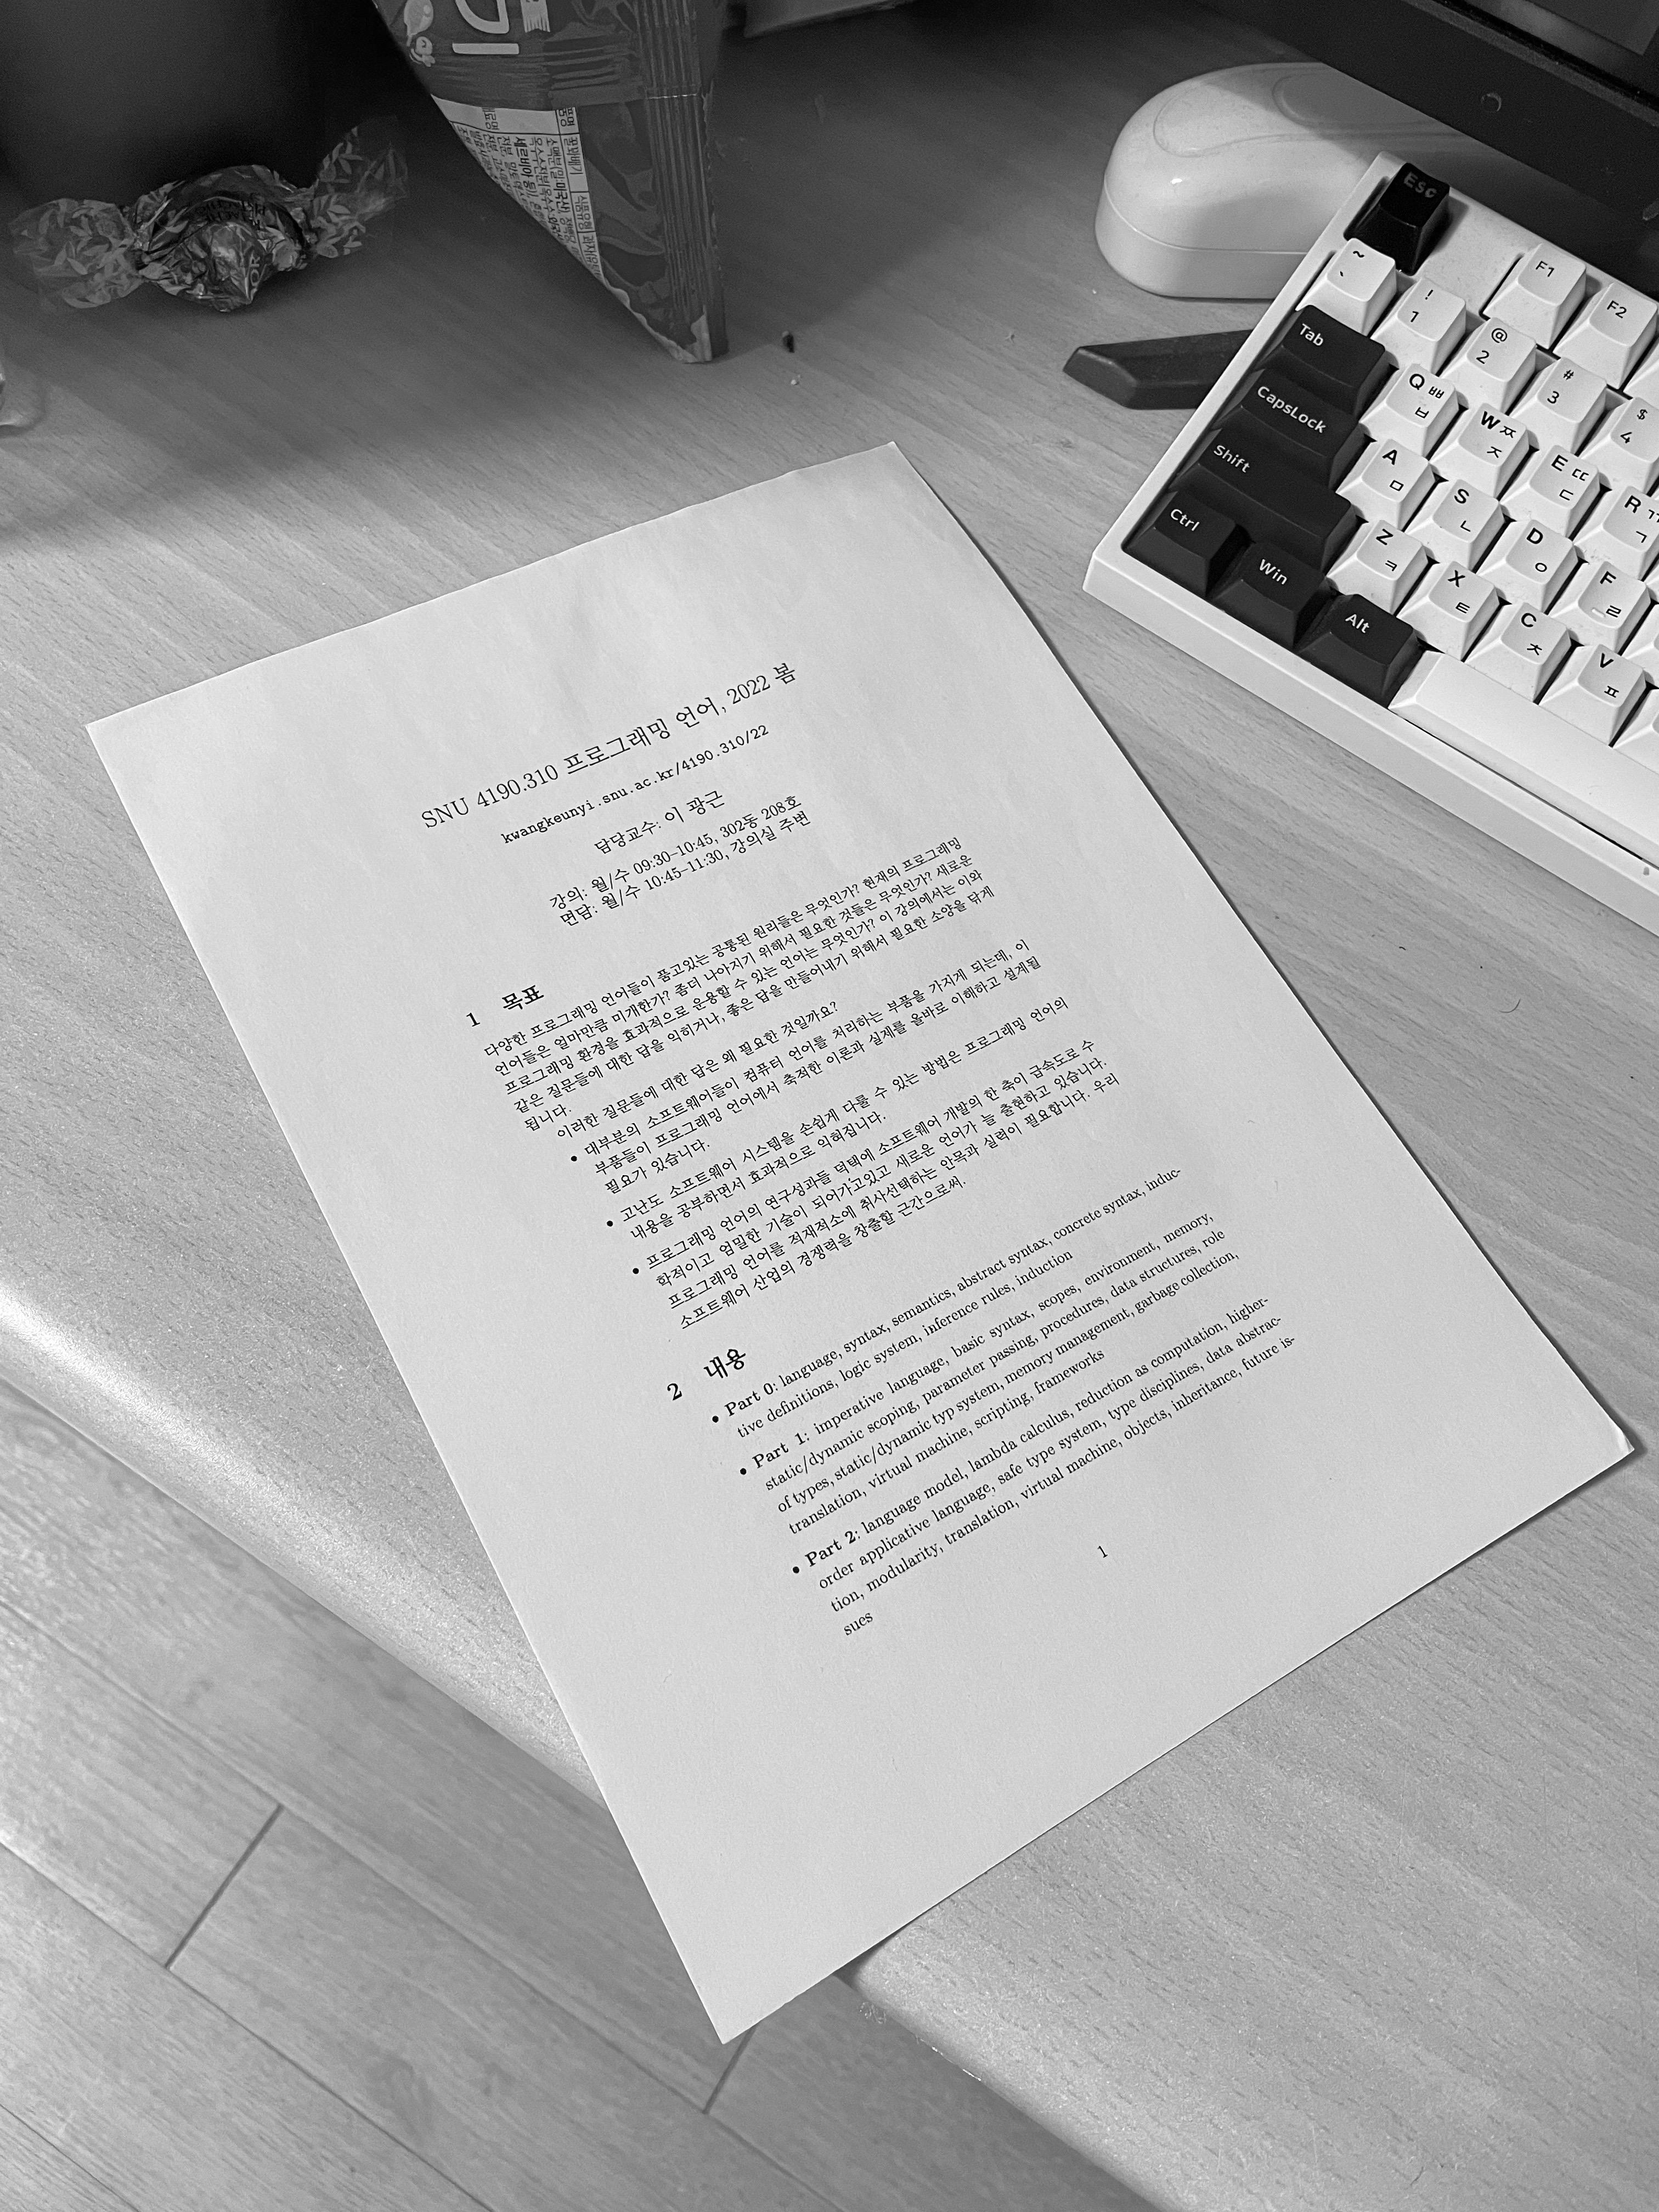 SNU 4190.310 프로그래밍 언어, 2022 봄
kwangkeunyi.snu.ac.kr/4190.310/22
담당교수: 이 광근
강의: 월/수 09:30–10:45, 302동 208호
면담: 월/수 10:45–11:30, 강의실 주변
1 목표
다양한 프로그래밍 언어들이 품고있는 공통된 원리들은 무엇인가? 현재의 프로그래밍
언어들은 얼마만큼 미개한가? 좀더 나아지기 위해서 필요한 것들은 무엇인가? 새로운
프로그래밍 환경을 효과적으로 운용할 수 있는 언어는 무엇인가? 이 강의에서는 이와
같은 질문들에 대한 답을 익히거나, 좋은 답을 만들어내기 위해서 필요한 소양을 닦게
됩니다.
이러한 질문들에 대한 답은 왜 필요한 것일까요?
• 대부분의 소프트웨어들이 컴퓨터 언어를 처리하는 부품을 가지게 되는데, 이
부품들이 프로그래밍 언어에서 축적한 이론과 실제를 올바로 이해하고 설계될
필요가 있습니다.
• 고난도 소프트웨어 시스템을 손쉽게 다룰 수 있는 방법은 프로그래밍 언어의
내용을 공부하면서 효과적으로 익혀집니다.
• 프로그래밍 언어의 연구성과들 덕택에 소프트웨어 개발의 한 축이 급속도로 수
학적이고 엄밀한 기술이 되어가고있고 새로운 언어가 늘 출현하고 있습니다.
프로그래밍 언어를 적재적소에 취사선택하는 안목과 실력이 필요합니다. 우리
소프트웨어 산업의 경쟁력을 창출할 근간으로써.
2 내용
• Part 0: language, syntax, semantics, abstract syntax, concrete syntax, induc-
tive definitions, logic system, inference rules, induction
• Part 1: imperative language, basic syntax, scopes, environment, memory,
static/dynamic scoping, parameter passing, procedures, data structures, role
of types, static/dynamic typ system, memory management, garbage collection,
translation, virtual machine, scripting, frameworks
• Part 2: language model, lambda calculus, reduction as computation, higher-
order applicative language, safe type system, type disciplines, data abstrac-
tion, modularity, translation, virtual machine, objects, inheritance, future is-
sues
1
Esc
~ ` ! 1 @ 2 # 3 $ 4
F1 F2
Tab Q ㅃ ㅂ W ㅉ ㅈ E ㄸ ㄷ R ㄲ ㄱ
CapsLock A ㅁ S ㄴ D ㅇ F ㄹ
Shift Z ㅋ X ㅌ C ㅊ V ㅍ
Ctrl Win Alt